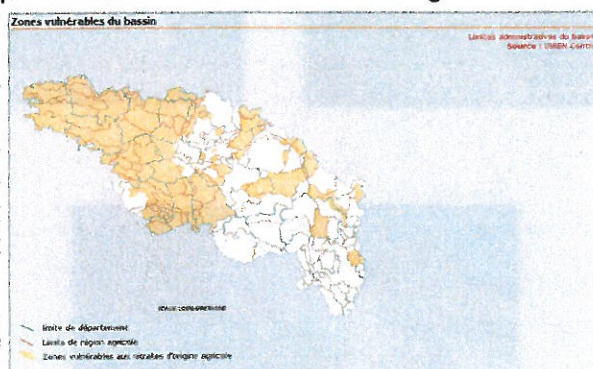 Zones vulnérables du bassin
Limites administratives du bassin
Source : DIREN Centre
limite de département
Limite de région agricole
Zones vulnérables aux nitrates d'origine agricole